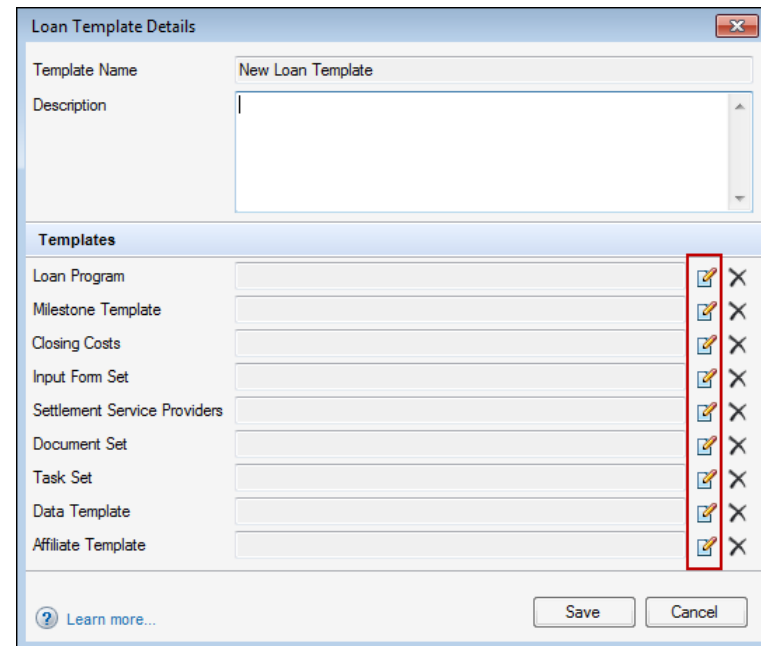 Loan Template Details
Template Name New Loan Template
Description
Templates
Loan Program
Milestone Template
Closing Costs
Input Form Set
Settlement Service Providers
Document Set
Task Set
Data Template
Affiliate Template
? Learn more... Save Cancel